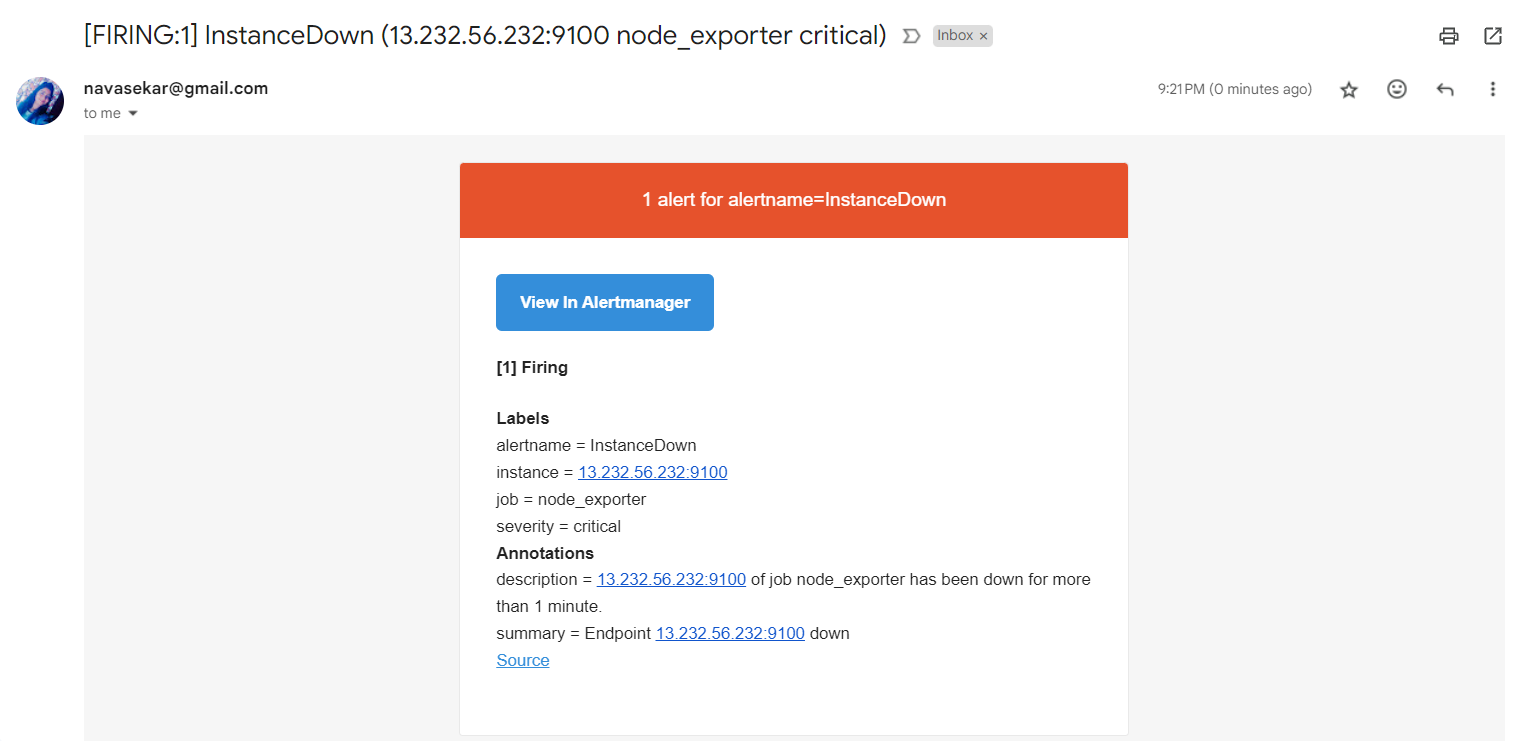 [FIRING:1] InstanceDown (13.232.56.232:9100 node_exporter critical)
Inbox ×
navasekar@gmail.com
9:21 PM (0 minutes ago)
to me
1 alert for alertname=InstanceDown
View In Alertmanager
[1] Firing
Labels
alertname = InstanceDown
instance = 13.232.56.232:9100
job = node_exporter
severity = critical
Annotations
description = 13.232.56.232:9100 of job node_exporter has been down for more
than 1 minute.
summary = Endpoint 13.232.56.232:9100 down
Source